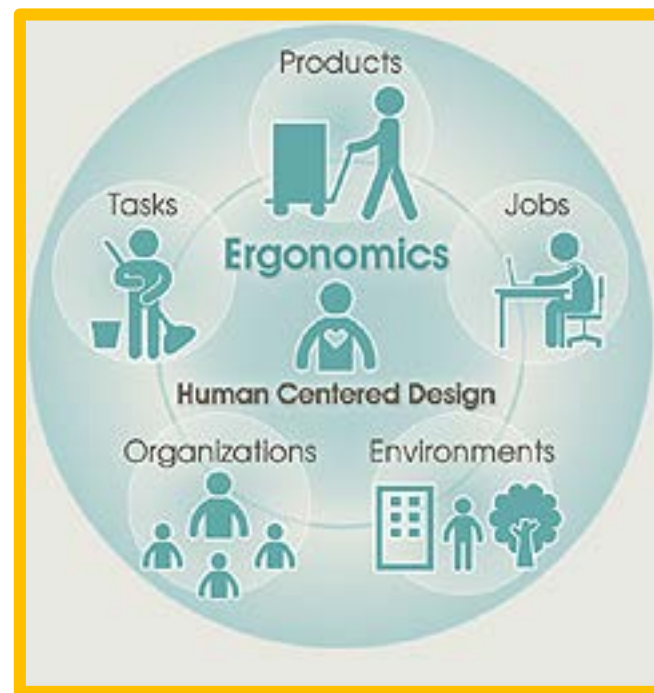 Products
Tasks
Jobs
Ergonomics
Human Centered Design
Organizations
Environments